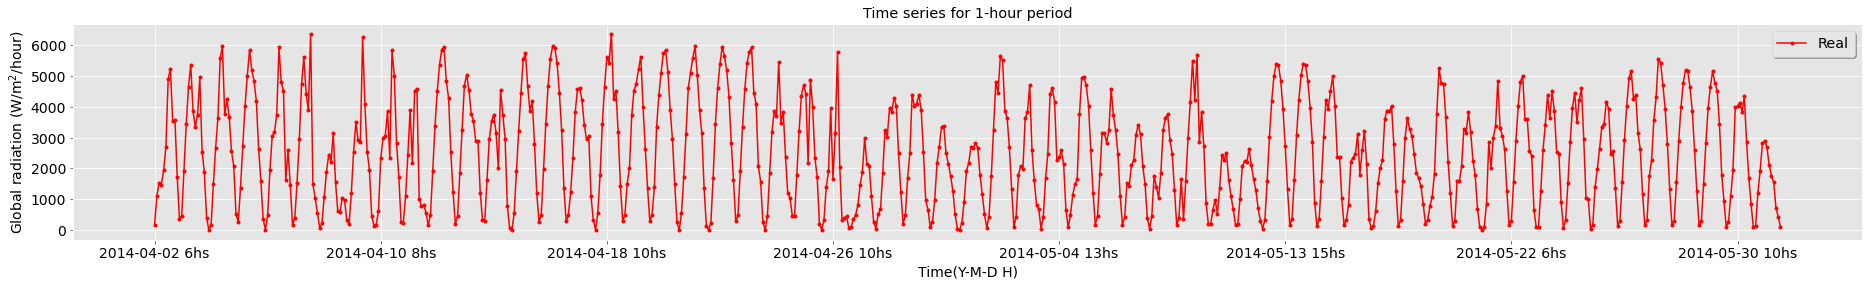 Time series for 1-hour period
Global radiation (W/m²/hour)
6000
5000
4000
3000
2000
1000
0
Real
2014-04-02 6hs 2014-04-10 8hs 2014-04-18 10hs 2014-04-26 10hs 2014-05-04 13hs 2014-05-13 15hs 2014-05-22 6hs 2014-05-30 10hs
Time(Y-M-D H)